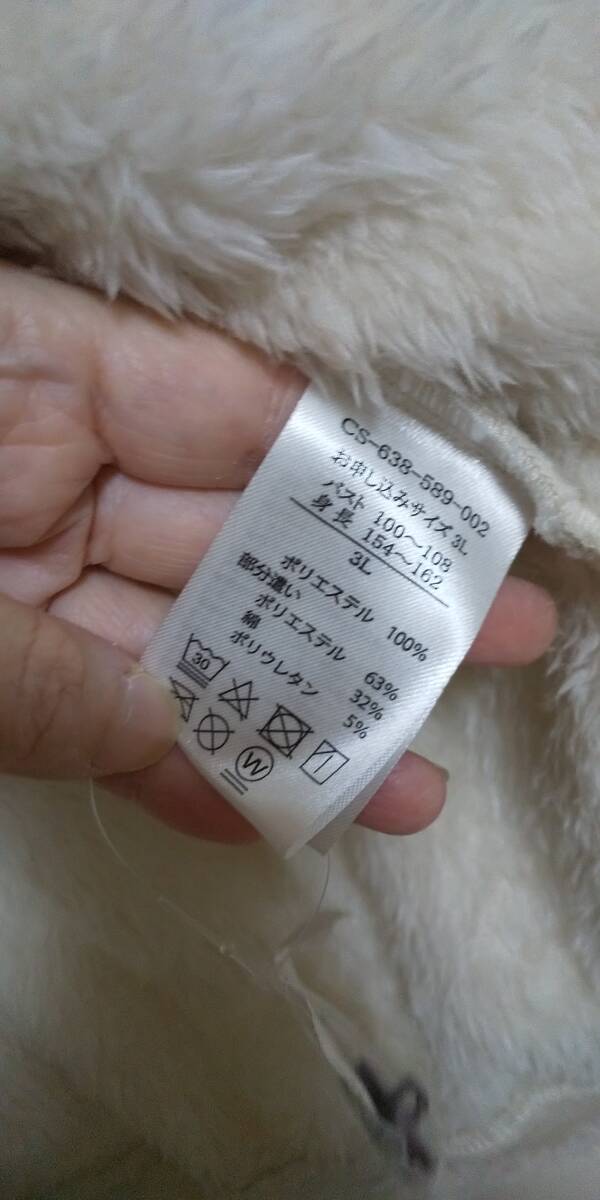 CS-638-589-002
お申し込みサイズ 3L
バスト 100～108
身長 154～162
3L
ポリエステル 100%
部分遣い
ポリエステル 63%
綿 32%
ポリウレタン 5%
30
W